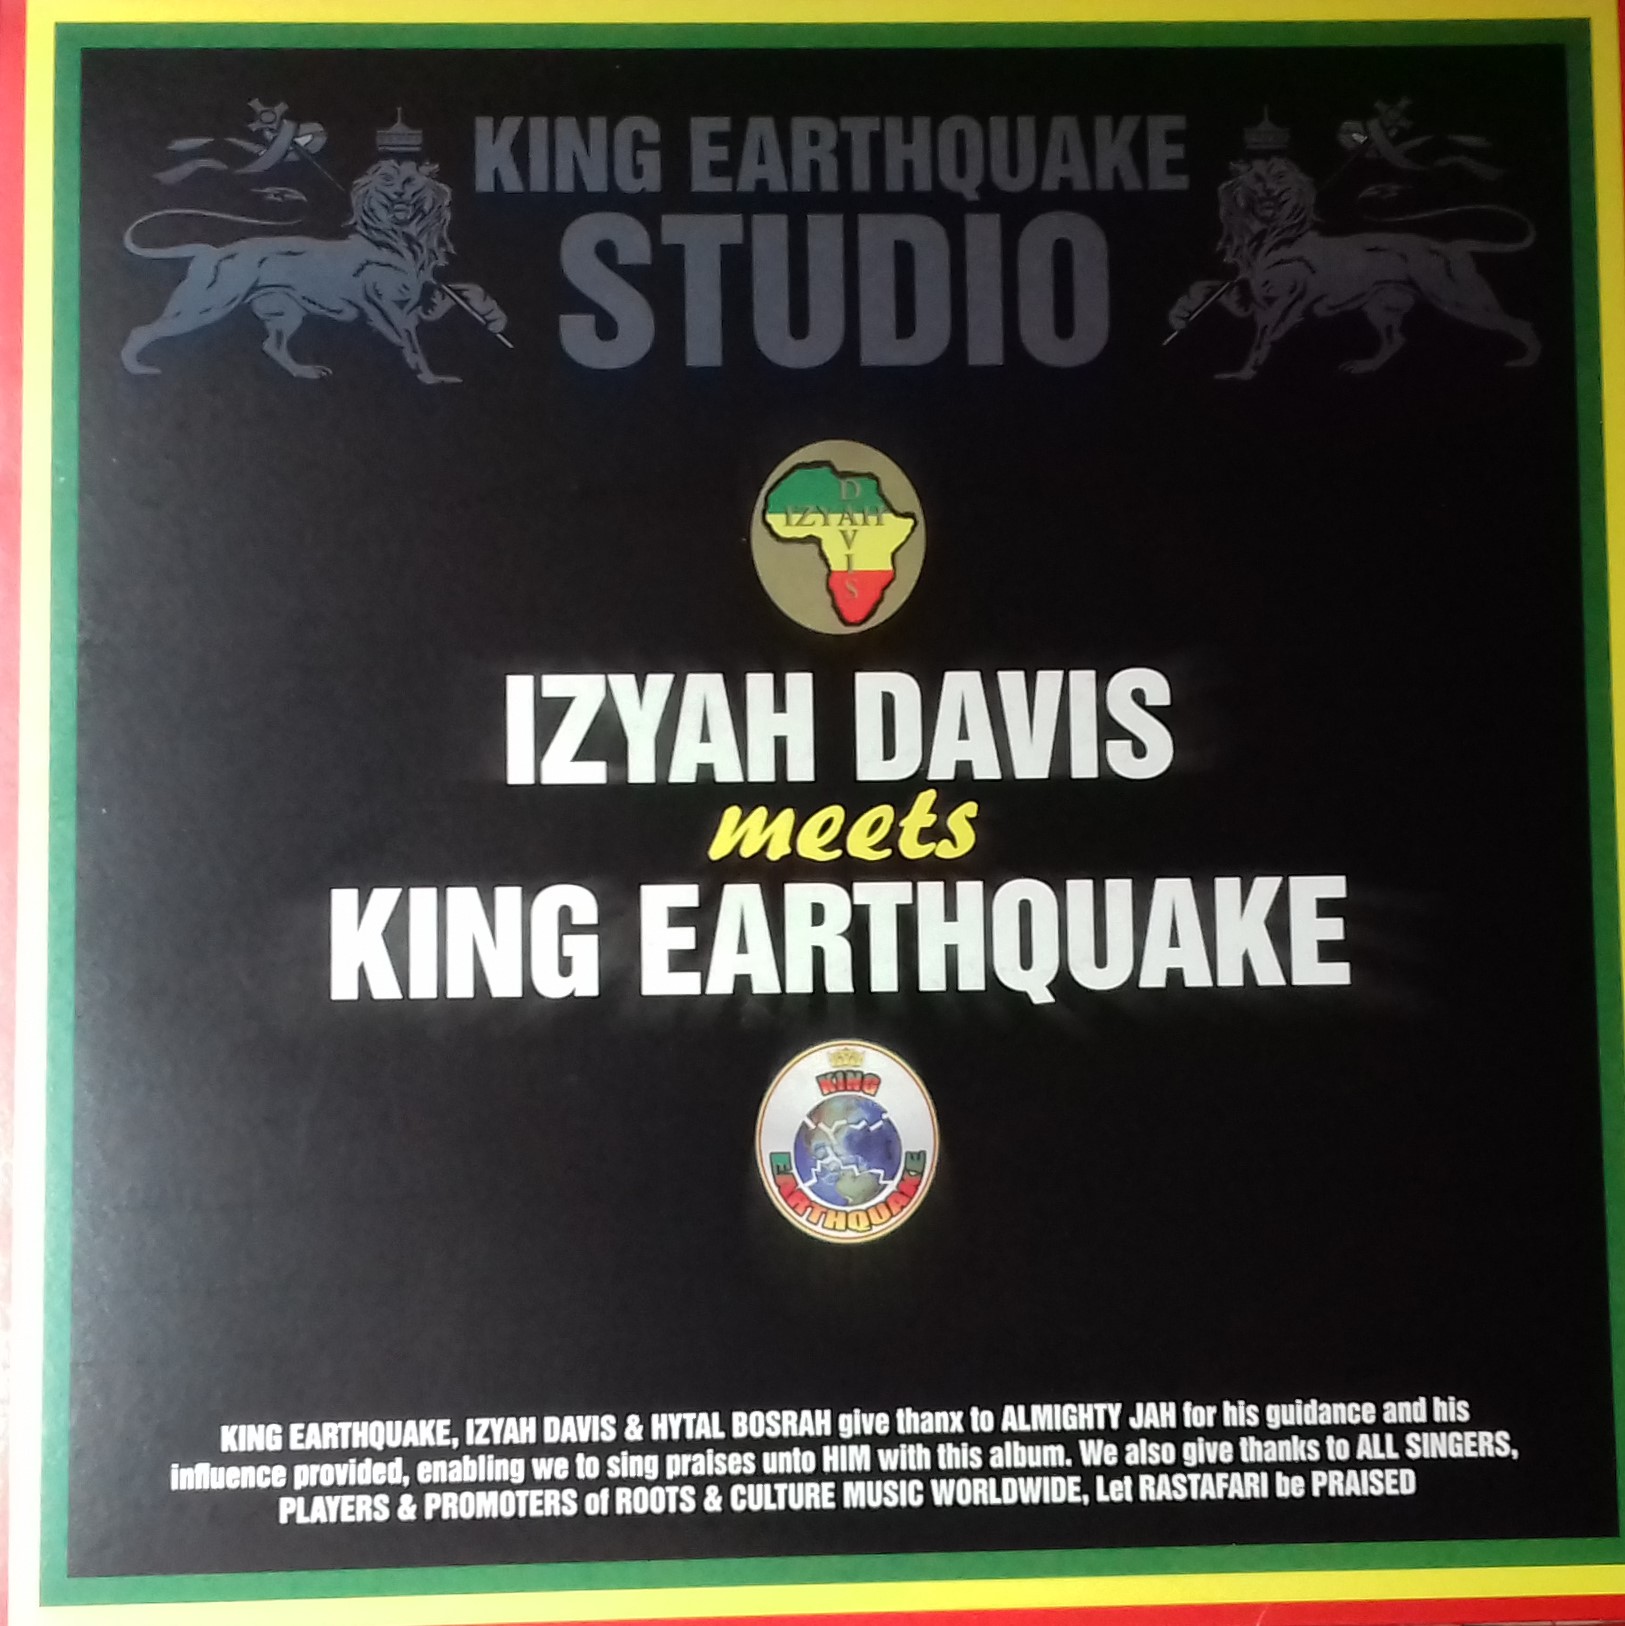 KING EARTHQUAKE
STUDIO
DAVIS
IZYAH
IZYAH DAVIS
meets
KING EARTHQUAKE
KING
EARTHQUAKE
KING EARTHQUAKE, IZYAH DAVIS & HYTAL BOSRAH give thanx to ALMIGHTY JAH for his guidance and his
influence provided, enabling we to sing praises unto HIM with this album. We also give thanks to ALL SINGERS,
PLAYERS & PROMOTERS of ROOTS & CULTURE MUSIC WORLDWIDE, Let RASTAFARI be PRAISED